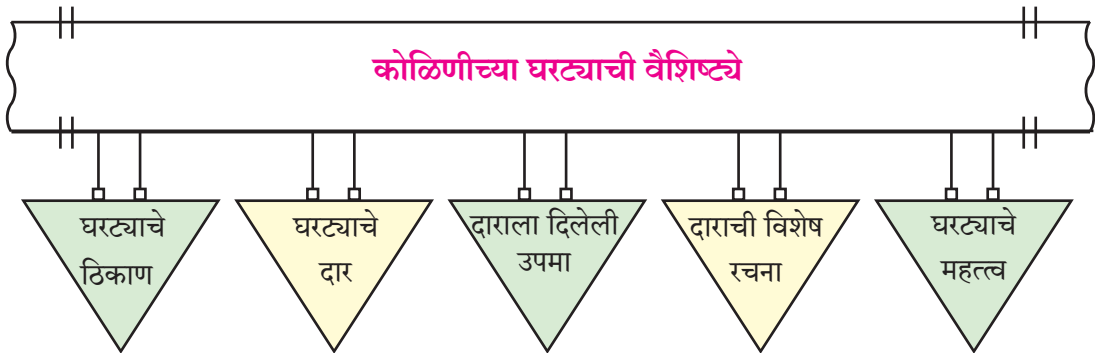 कोळिणीच्या घरट्याची वैशिष्ट्ये
घरट्याचे
ठिकाण
घरट्याचे
दार
दाराला दिलेली
उपमा
दाराची विशेष
रचना
घरट्याचे
महत्त्व